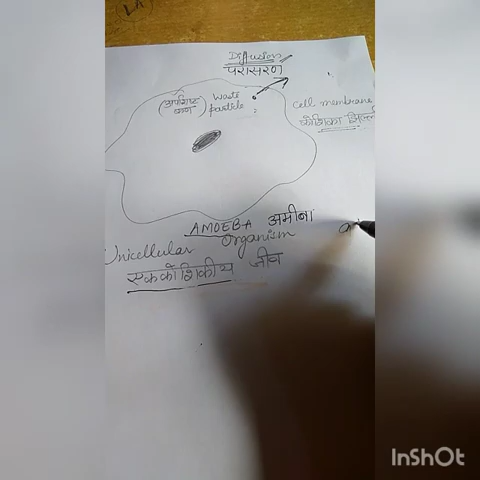 Diffusion
परासरण
(अपशिष्ट कण) Waste particle
Cell membrane
कोशिका झिल्ली
AMOEBA अमीबा
Unicellular Organism
एककोशिकीय जीव
InShOt